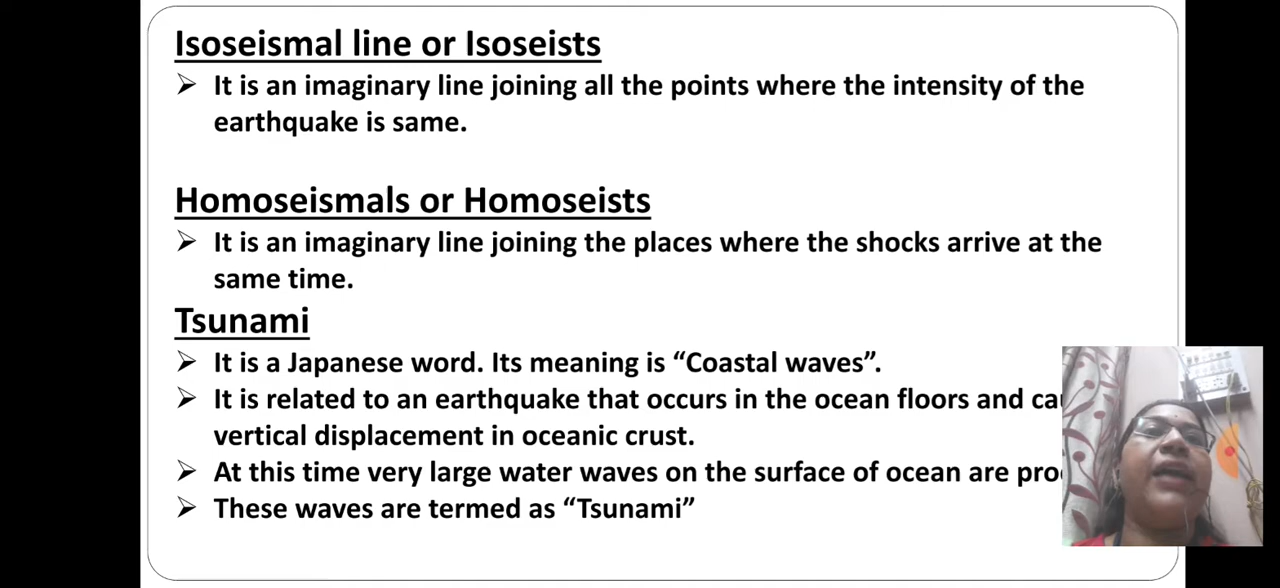 Isoseismal line or Isoseists
➢ It is an imaginary line joining all the points where the intensity of the
earthquake is same.
Homoseismals or Homoseists
➢ It is an imaginary line joining the places where the shocks arrive at the
same time.
Tsunami
➢ It is a Japanese word. Its meaning is “Coastal waves”.
➢ It is related to an earthquake that occurs in the ocean floors and
vertical displacement in oceanic crust.
➢ At this time very large water waves on the surface of ocean are
➢ These waves are termed as “Tsunami”